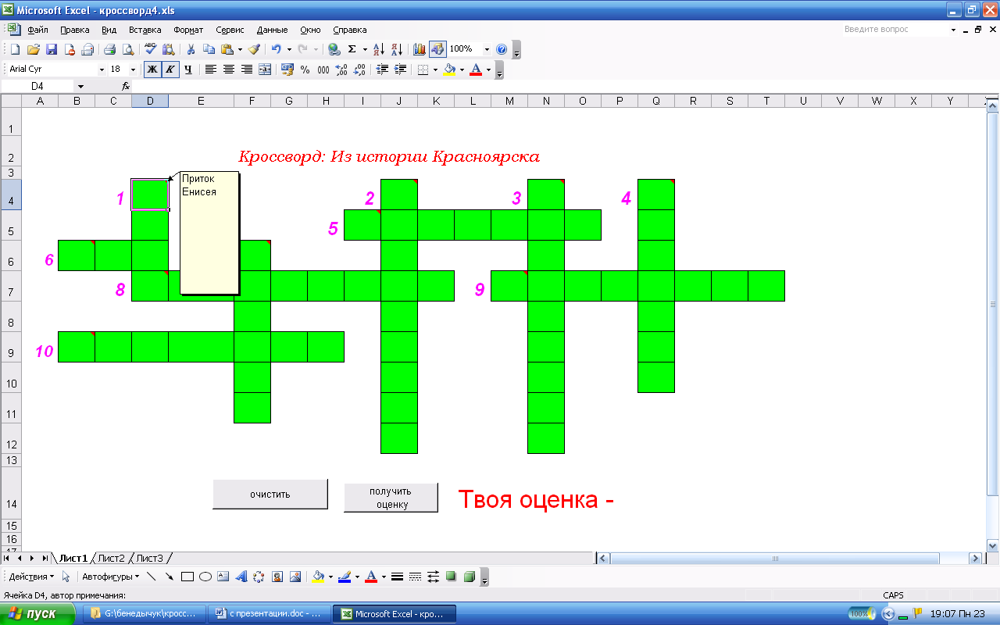 Microsoft Excel - кроссворд4.xls
Файл Правка Вид Вставка Формат Сервис Данные Окно Справка
Введите вопрос
100%
Arial Cyr 18 Ж К Ч
% 000
D4 fx
A B C D E F G H I J K L M N O P Q R S T U V W X Y
1
2
Кроссворд: Из истории Красноярска
3
Приток
Енисея
4
1 2 3 4
5
5
6
6
7
8 9
8
9
10
10
11
12
13
14
очистить
получить
оценку
Твоя оценка -
15
16
17
Лист1 Лист2 Лист3
Действия Автофигуры
Ячейка D4, автор примечания:
CAPS
пуск
G:\бенедычук\кросс...
с презентации.doc - ...
Microsoft Excel - кро...
100%
19:07 Пн 23